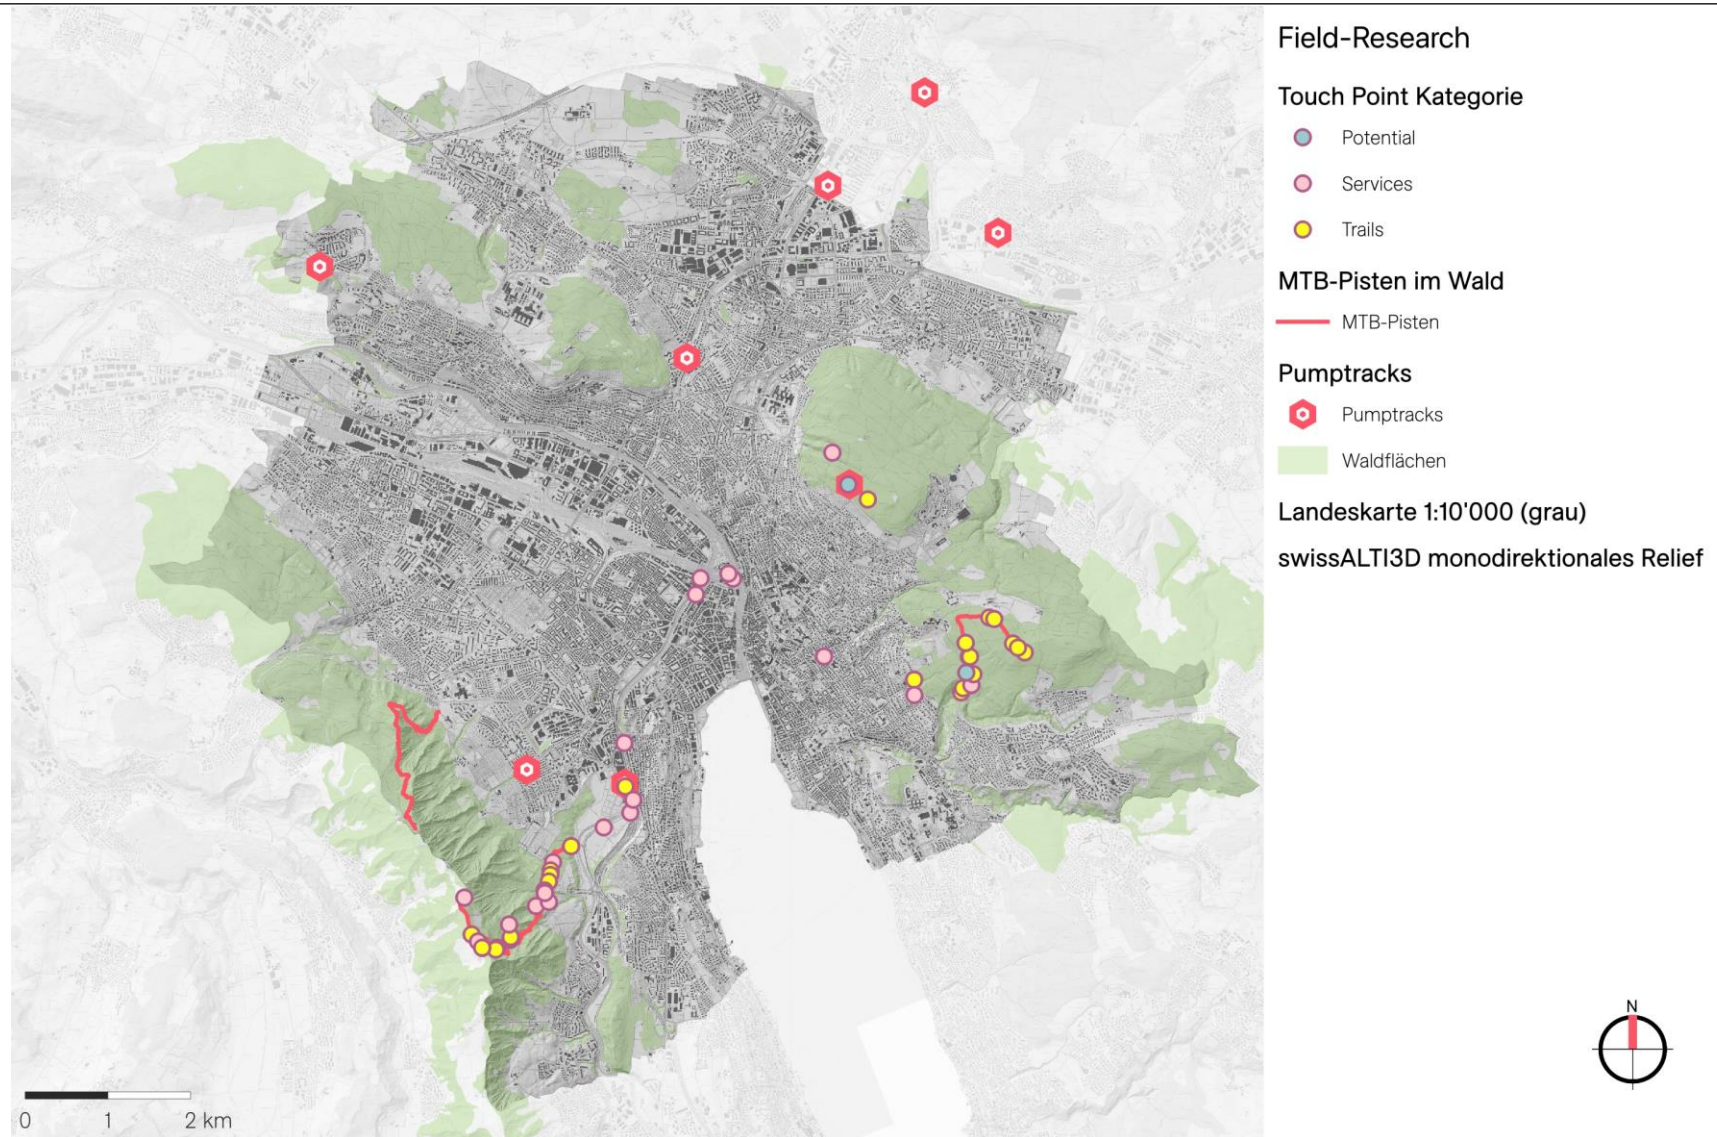 Field-Research
Touch Point Kategorie
Potential
Services
Trails
MTB-Pisten im Wald
MTB-Pisten
Pumptracks
Pumptracks
Waldflächen
Landeskarte 1:10'000 (grau)
swissALTI3D monodirektionales Relief
N
0 1 2 km